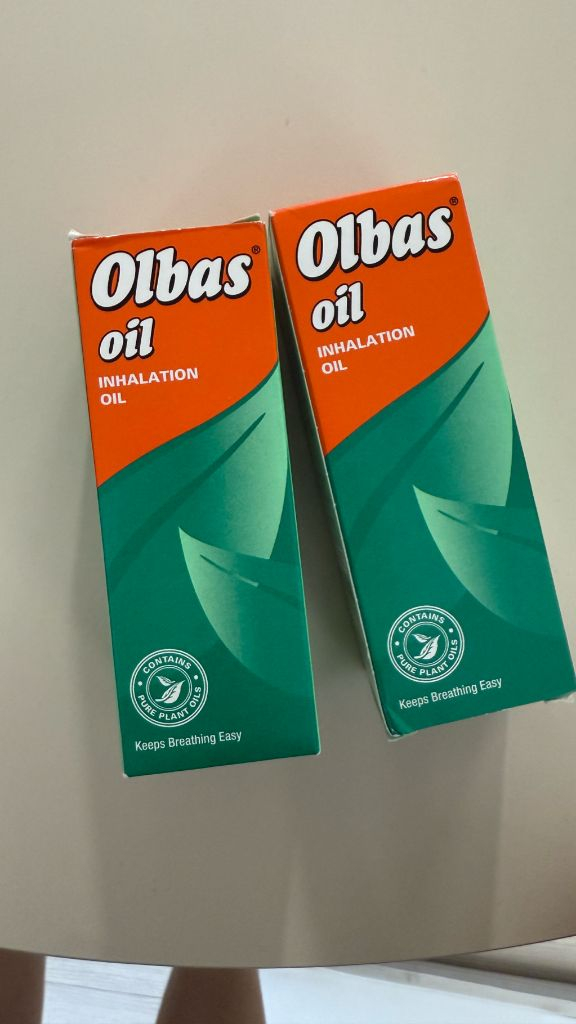 Olbas®
oil
INHALATION
OIL
CONTAINS
• PURE PLANT OILS •
Keeps Breathing Easy
Olbas®
oil
INHALATION
OIL
CONTAINS
• PURE PLANT OILS •
Keeps Breathing Easy